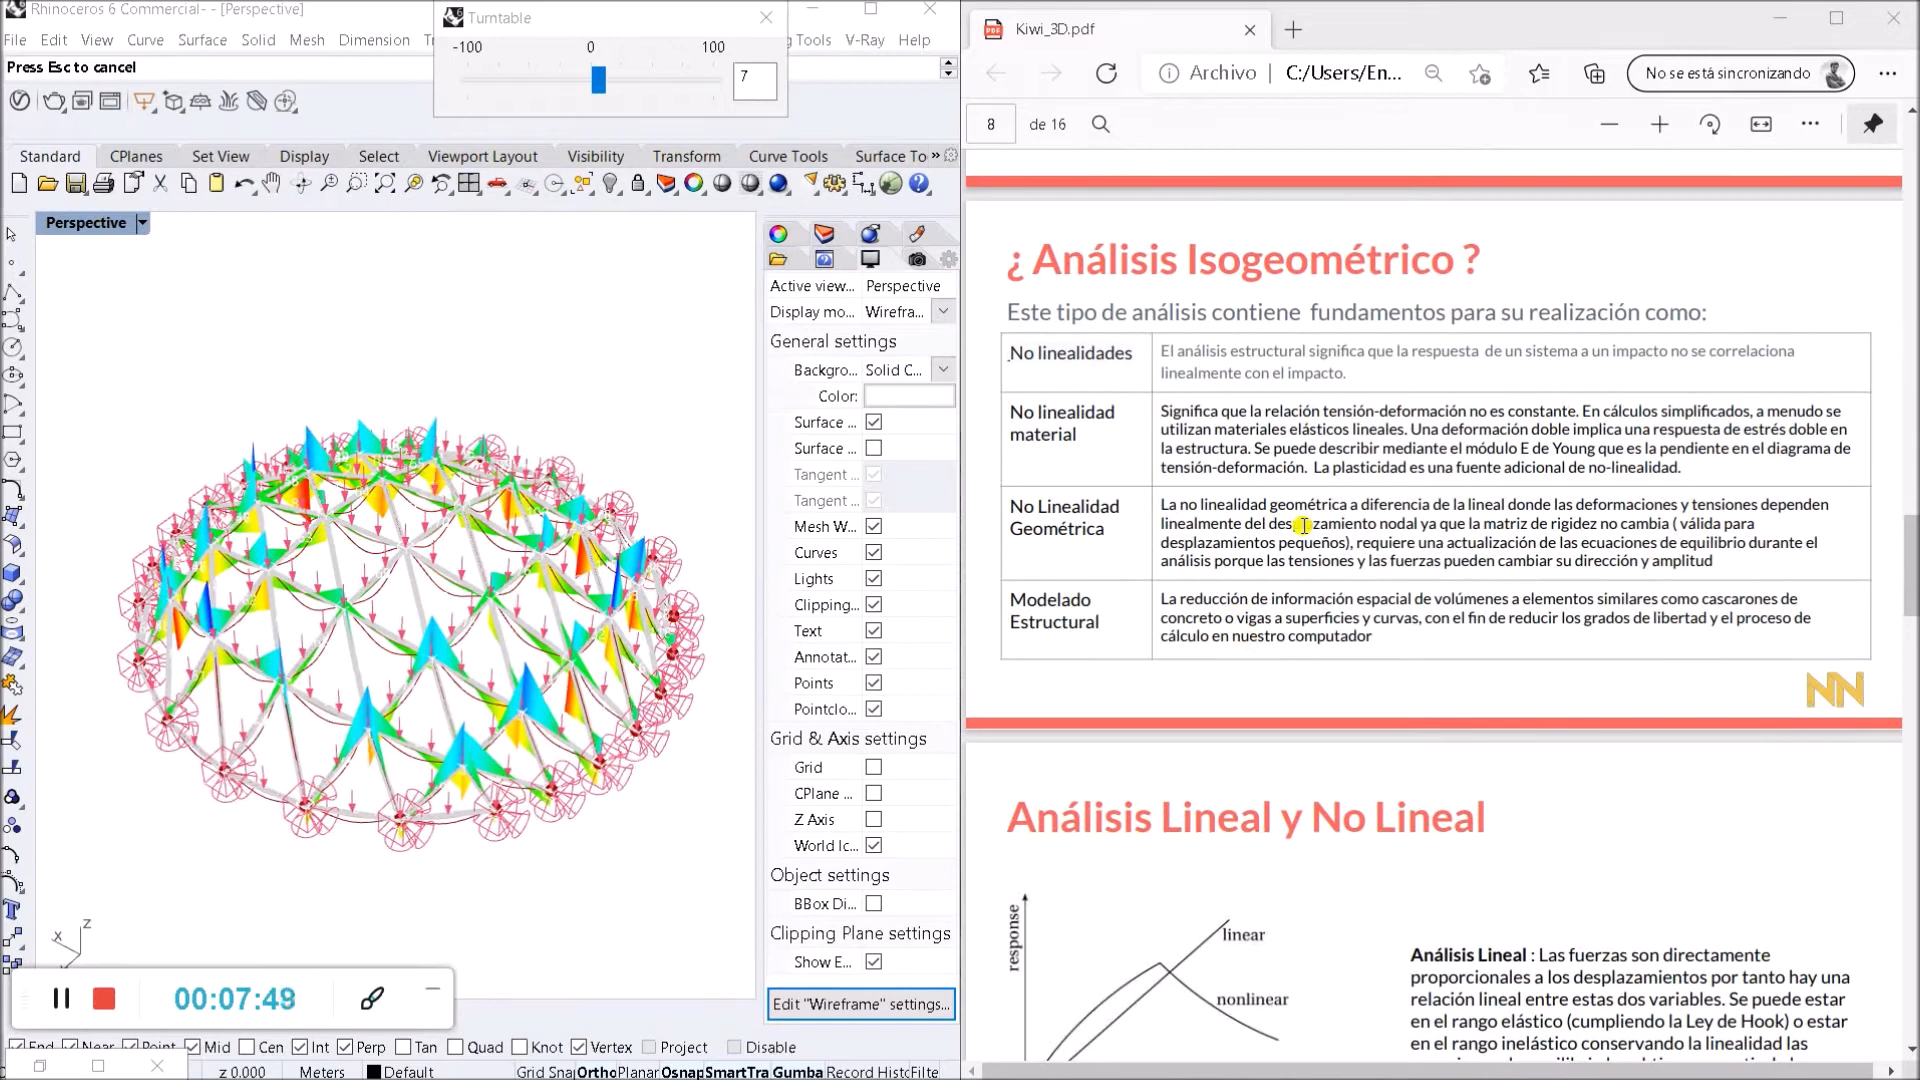 Rhinoceros 6 Commercial- - [Perspective]
Turntable
File Edit View Curve Surface Solid Mesh Dimension
ng Tools V-Ray Help
-100 0 100
7
Press Esc to cancel
Standard CPlanes Set View Display Select Viewport Layout Visibility Transform Curve Tools Surface To »
Perspective
Active view... Perspective
Display mo... Wirefra...
General settings
Backgro... Solid C...
Color:
Surface ...
Surface ...
Tangent ...
Tangent ...
Mesh W...
Curves
Lights
Clipping...
Text
Annotat...
Points
Pointclo...
Grid & Axis settings
Grid
CPlane ...
Z Axis
World Ic...
Object settings
BBox Di...
Clipping Plane settings
Show E...
Edit "Wireframe" settings...
z
x
00:07:48
End Near Point Mid Cen Int Perp Tan Quad Knot Vertex Project Disable
z 0.000 Meters Default Grid Snap Ortho Planar Osnap SmartTra Gumba Record Histo Filte
Kiwi_3D.pdf
Archivo | C:/Users/En...
No se está sincronizando
8 de 16
¿ Análisis Isogeométrico ?
Este tipo de análisis contiene fundamentos para su realización como:
No linealidades
El análisis estructural significa que la respuesta de un sistema a un impacto no se correlaciona
linealmente con el impacto.
No linealidad
material
Significa que la relación tensión-deformación no es constante. En cálculos simplificados, a menudo se
utilizan materiales elásticos lineales. Una deformación doble implica una respuesta de estrés doble en
la estructura. Se puede describir mediante el módulo E de Young que es la pendiente en el diagrama de
tensión-deformación. La plasticidad es una fuente adicional de no-linealidad.
No Linealidad
Geométrica
La no linealidad geométrica a diferencia de la lineal donde las deformaciones y tensiones dependen
linealmente del desplazamiento nodal ya que la matriz de rigidez no cambia ( válida para
desplazamientos pequeños), requiere una actualización de las ecuaciones de equilibrio durante el
análisis porque las tensiones y las fuerzas pueden cambiar su dirección y amplitud
Modelado
Estructural
La reducción de información espacial de volúmenes a elementos similares como cascarones de
concreto o vigas a superficies y curvas, con el fin de reducir los grados de libertad y el proceso de
cálculo en nuestro computador
NN
Análisis Lineal y No Lineal
response
linear
nonlinear
Análisis Lineal : Las fuerzas son directamente
proporcionales a los desplazamientos por tanto hay una
relación lineal entre estas dos variables. Se puede estar
en el rango elástico (cumpliendo la Ley de Hook) o estar
en el rango inelástico conservando la linealidad las